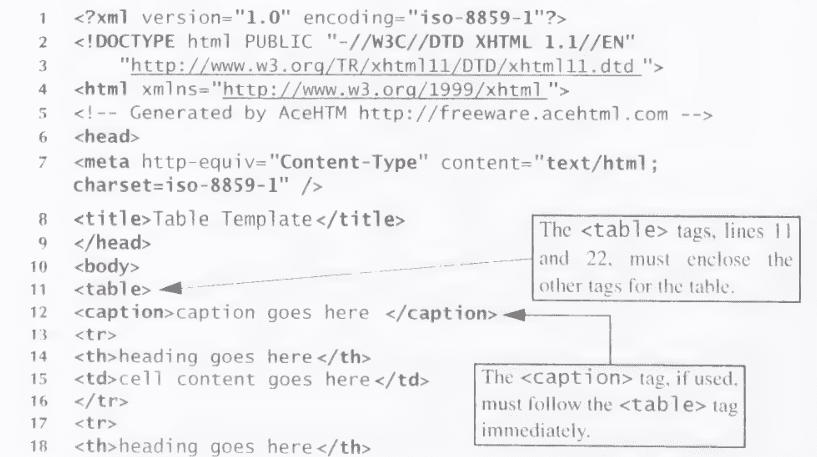 1 <?xml version="1.0" encoding="iso-8859-1"?>
2 <!DOCTYPE html PUBLIC "-//W3C//DTD XHTML 1.1//EN"
3 "http://www.w3.org/TR/xhtml11/DTD/xhtml11.dtd">
4 <html xmlns="http://www.w3.org/1999/xhtml">
5 <!-- Generated by AceHTM http://freeware.acehtml.com -->
6 <head>
7 <meta http-equiv="Content-Type" content="text/html;
charset=iso-8859-1" />
8 <title>Table Template</title>
9 </head>
10 <body>
11 <table>
12 <caption>caption goes here </caption>
13 <tr>
14 <th>heading goes here</th>
15 <td>cell content goes here</td>
16 </tr>
17 <tr>
18 <th>heading goes here</th>
The <table> tags, lines 11
and 22, must enclose the
other tags for the table.
The <caption> tag, if used,
must follow the <table> tag
immediately.